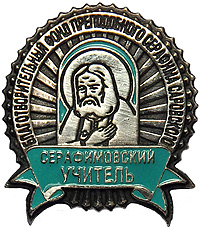 БЛАГОТВОРИТЕЛЬНЫЙ ФОНД ПРЕПОДОБНОГО СЕРАФИМА САРОВСКОГО
СЕРАФИМОВСКИЙ
УЧИТЕЛЬ